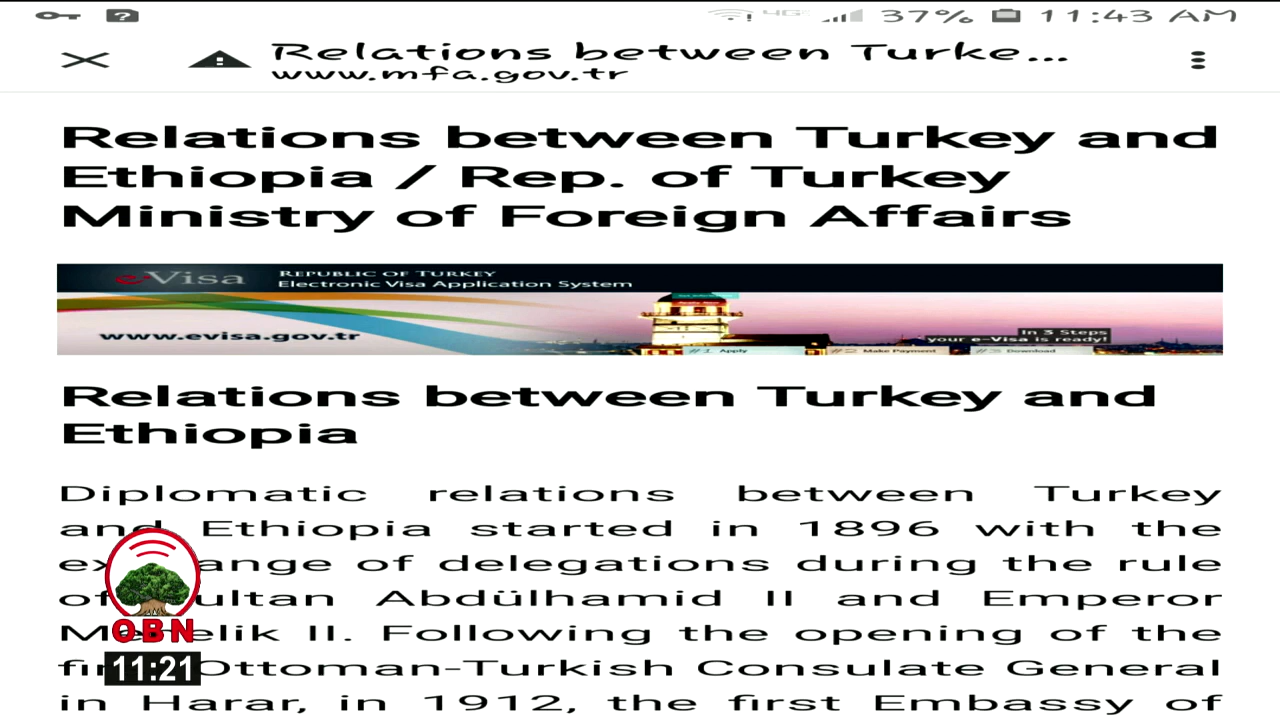 37% 11:43 AM
Relations between Turke...
www.mfa.gov.tr
Relations between Turkey and
Ethiopia / Rep. of Turkey
Ministry of Foreign Affairs
e-Visa REPUBLIC OF TURKEY
Electronic Visa Application System
www.evisa.gov.tr
In 3 Steps
your e-Visa is ready!
#1 Apply #2 Make Payment #3 Download
Relations between Turkey and
Ethiopia
Diplomatic relations between Turkey
and Ethiopia started in 1896 with the
ex ange of delegations during the rule
of ultan Abdülhamid II and Emperor
Me elik II. Following the opening of the
fir Ottoman-Turkish Consulate General
in Harar, in 1912, the first Embassy of
OBN
11:21